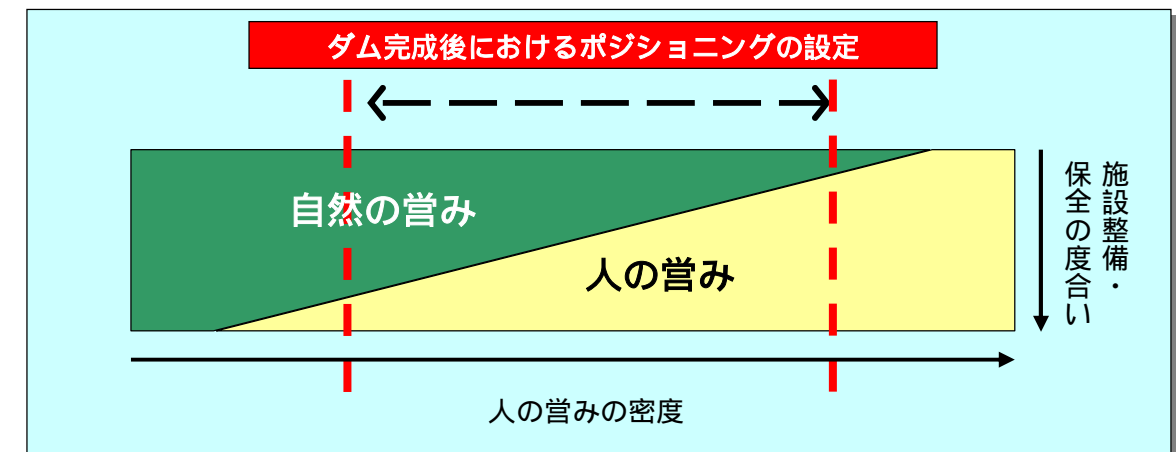 ダム完成後におけるポジショニングの設定
自然の営み
人の営み
施設整備・
保全の度合い
人の営みの密度